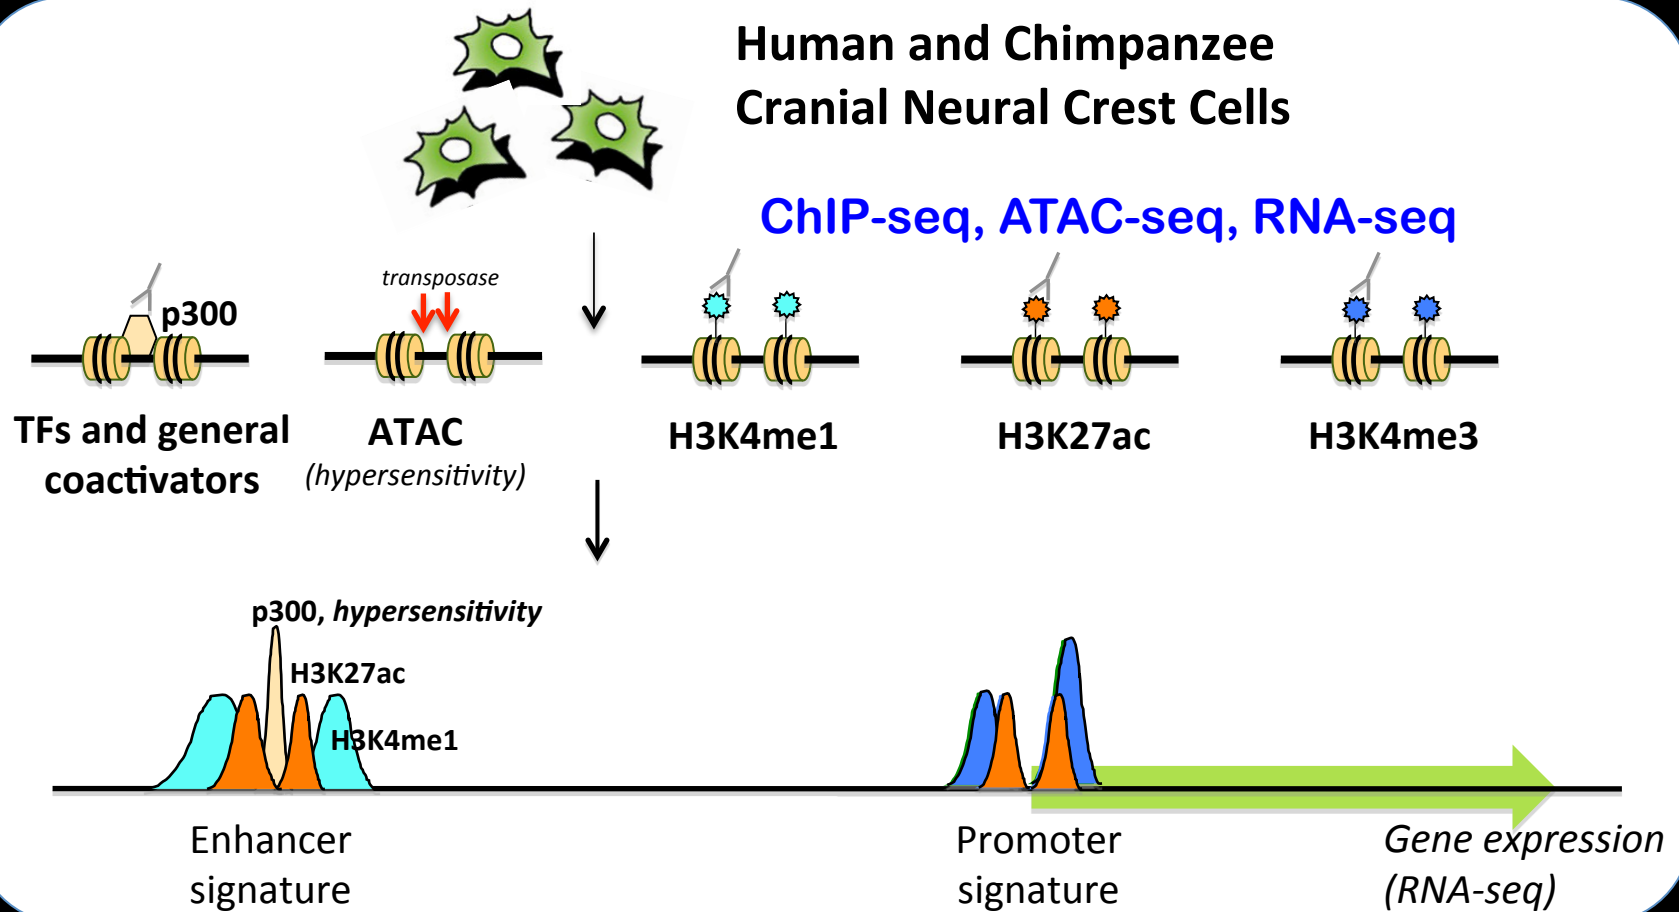 Human and Chimpanzee
Cranial Neural Crest Cells
ChIP-seq, ATAC-seq, RNA-seq
p300
transposase
TFs and general
coactivators
ATAC
(hypersensitivity)
H3K4me1
H3K27ac
H3K4me3
p300, hypersensitivity
H3K27ac
H3K4me1
Enhancer
signature
Promoter
signature
Gene expression
(RNA-seq)